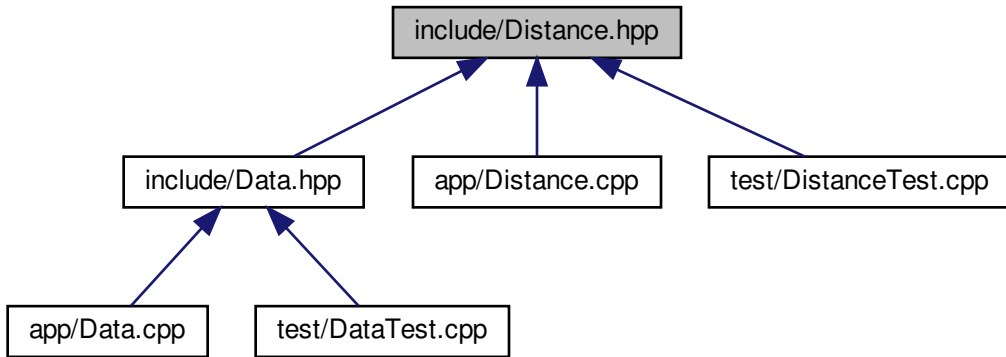 include/Distance.hpp
include/Data.hpp
app/Distance.cpp
test/DistanceTest.cpp
app/Data.cpp
test/DataTest.cpp